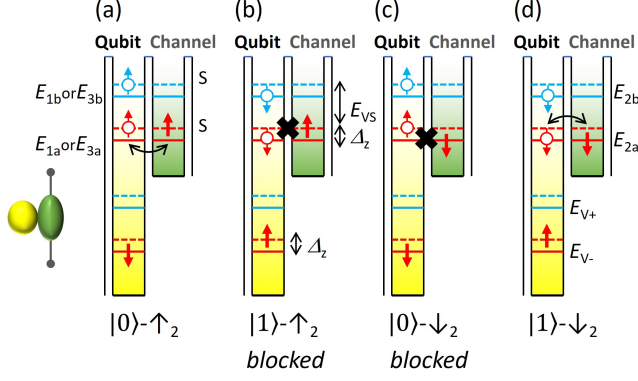 (a) (b) (c) (d)
Qubit Channel Qubit Channel Qubit Channel Qubit Channel
S
E1b or E3b
EVS
E2b
S
E1a or E3a
Δz
E2a
EV+
Δz
EV-
|0⟩-↑2 |1⟩-↑2 |0⟩-↓2 |1⟩-↓2
blocked blocked